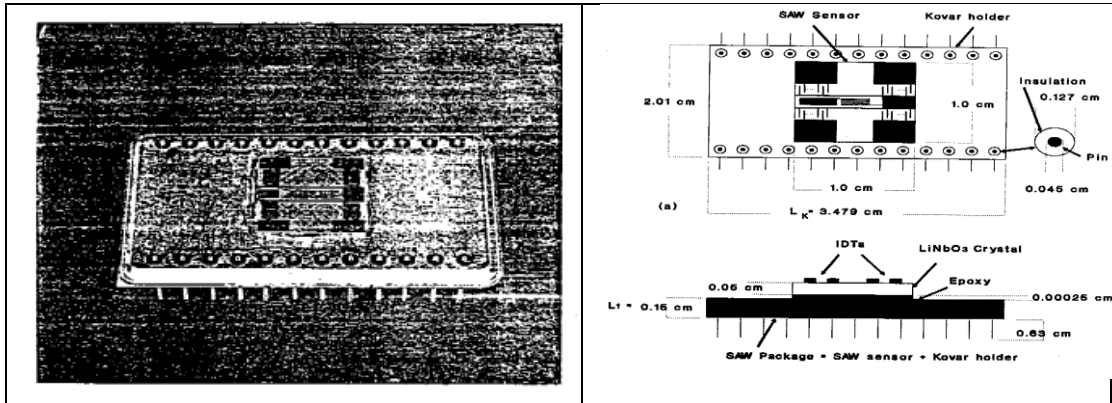 SAW Sensor
Kovar holder
Insulation
0.127 cm
2.01 cm
1.0 cm
Pin
1.0 cm
0.045 cm
(a)
L K= 3.479 cm
IDTs
LiNbO3 Crystal
Epoxy
0.05 cm
0.00025 cm
L1 = 0.15 cm
0.63 cm
SAW Package = SAW sensor + Kovar holder